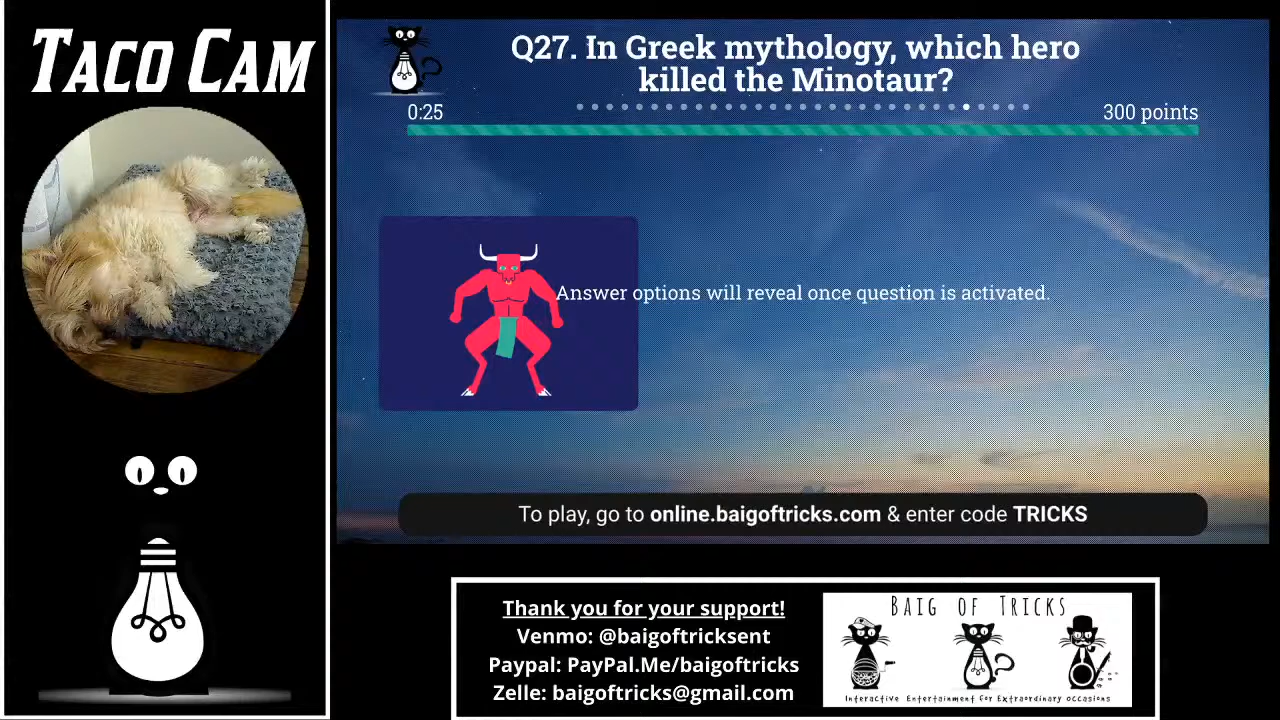 TACO CAM
Q27. In Greek mythology, which hero
killed the Minotaur?
0:25
300 points
Answer options will reveal once question is activated.
To play, go to online.baigoftricks.com & enter code TRICKS
Thank you for your support!
Venmo: @baigoftricksent
Paypal: PayPal.Me/baigoftricks
Zelle: baigoftricks@gmail.com
BAIG OF TRICKS
Interactive Entertainment for Extraordinary Occasions